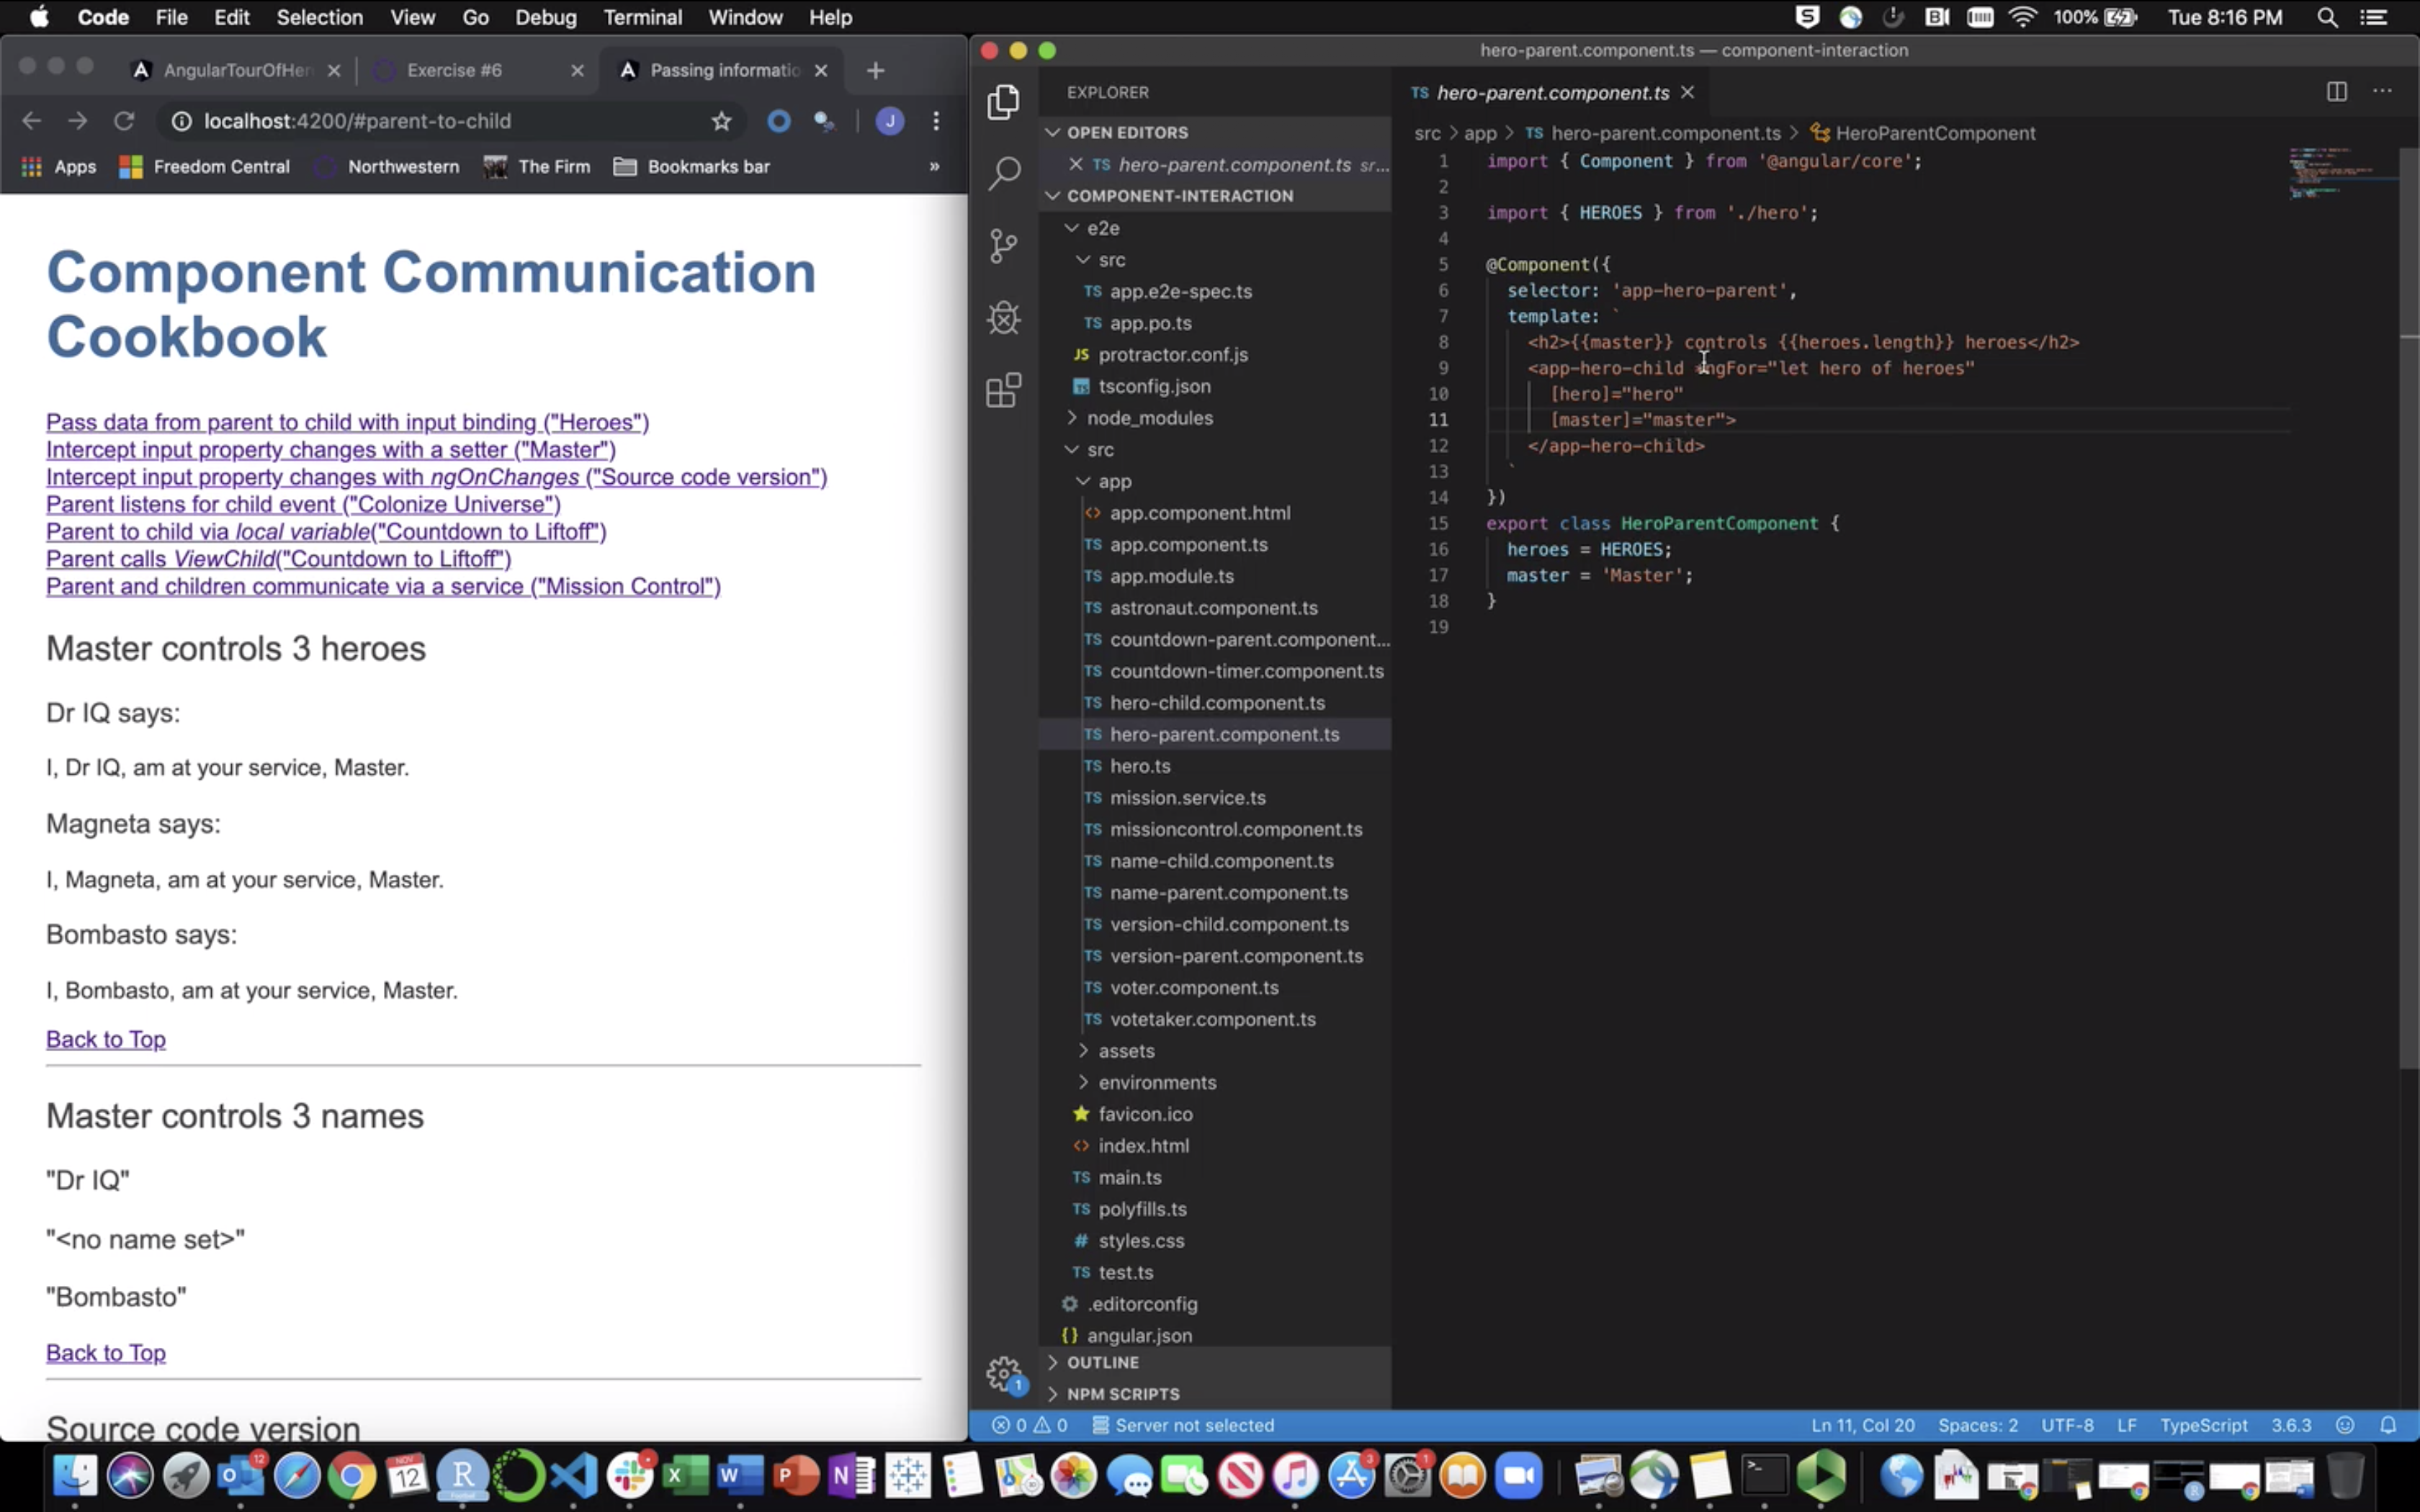 Code File Edit Selection View Go Debug Terminal Window Help 100% Tue 8:16 PM
AngularTourOfHer Exercise #6 Passing informatio
localhost:4200/#parent-to-child J
Apps Freedom Central Northwestern The Firm Bookmarks bar »
Component Communication
Cookbook
Pass data from parent to child with input binding ("Heroes")
Intercept input property changes with a setter ("Master")
Intercept input property changes with ngOnChanges ("Source code version")
Parent listens for child event ("Colonize Universe")
Parent to child via local variable("Countdown to Liftoff")
Parent calls ViewChild("Countdown to Liftoff")
Parent and children communicate via a service ("Mission Control")
Master controls 3 heroes
Dr IQ says:
I, Dr IQ, am at your service, Master.
Magneta says:
I, Magneta, am at your service, Master.
Bombasto says:
I, Bombasto, am at your service, Master.
Back to Top
Master controls 3 names
"Dr IQ"
"<no name set>"
"Bombasto"
Back to Top
Source code version
hero-parent.component.ts — component-interaction
EXPLORER
OPEN EDITORS
TS hero-parent.component.ts sr...
COMPONENT-INTERACTION
e2e
src
TS app.e2e-spec.ts
TS app.po.ts
JS protractor.conf.js
tsconfig.json
node_modules
src
app
<> app.component.html
TS app.component.ts
TS app.module.ts
TS astronaut.component.ts
TS countdown-parent.component...
TS countdown-timer.component.ts
TS hero-child.component.ts
TS hero-parent.component.ts
TS hero.ts
TS mission.service.ts
TS missioncontrol.component.ts
TS name-child.component.ts
TS name-parent.component.ts
TS version-child.component.ts
TS version-parent.component.ts
TS voter.component.ts
TS votetaker.component.ts
assets
environments
favicon.ico
<> index.html
TS main.ts
TS polyfills.ts
# styles.css
TS test.ts
.editorconfig
{} angular.json
OUTLINE
NPM SCRIPTS
1
TS hero-parent.component.ts
src > app > TS hero-parent.component.ts > HeroParentComponent
1 import { Component } from '@angular/core';
2
3 import { HEROES } from './hero';
4
5 @Component({
6 selector: 'app-hero-parent',
7 template: `
8 <h2>{{master}} controls {{heroes.length}} heroes</h2>
9 <app-hero-child *ngFor="let hero of heroes"
10 [hero]="hero"
11 [master]="master">
12 </app-hero-child>
13 `
14 })
15 export class HeroParentComponent {
16 heroes = HEROES;
17 master = 'Master';
18 }
19
0 0 Server not selected Ln 11, Col 20 Spaces: 2 UTF-8 LF TypeScript 3.6.3
12 NOV 12 R X W P N 3 1